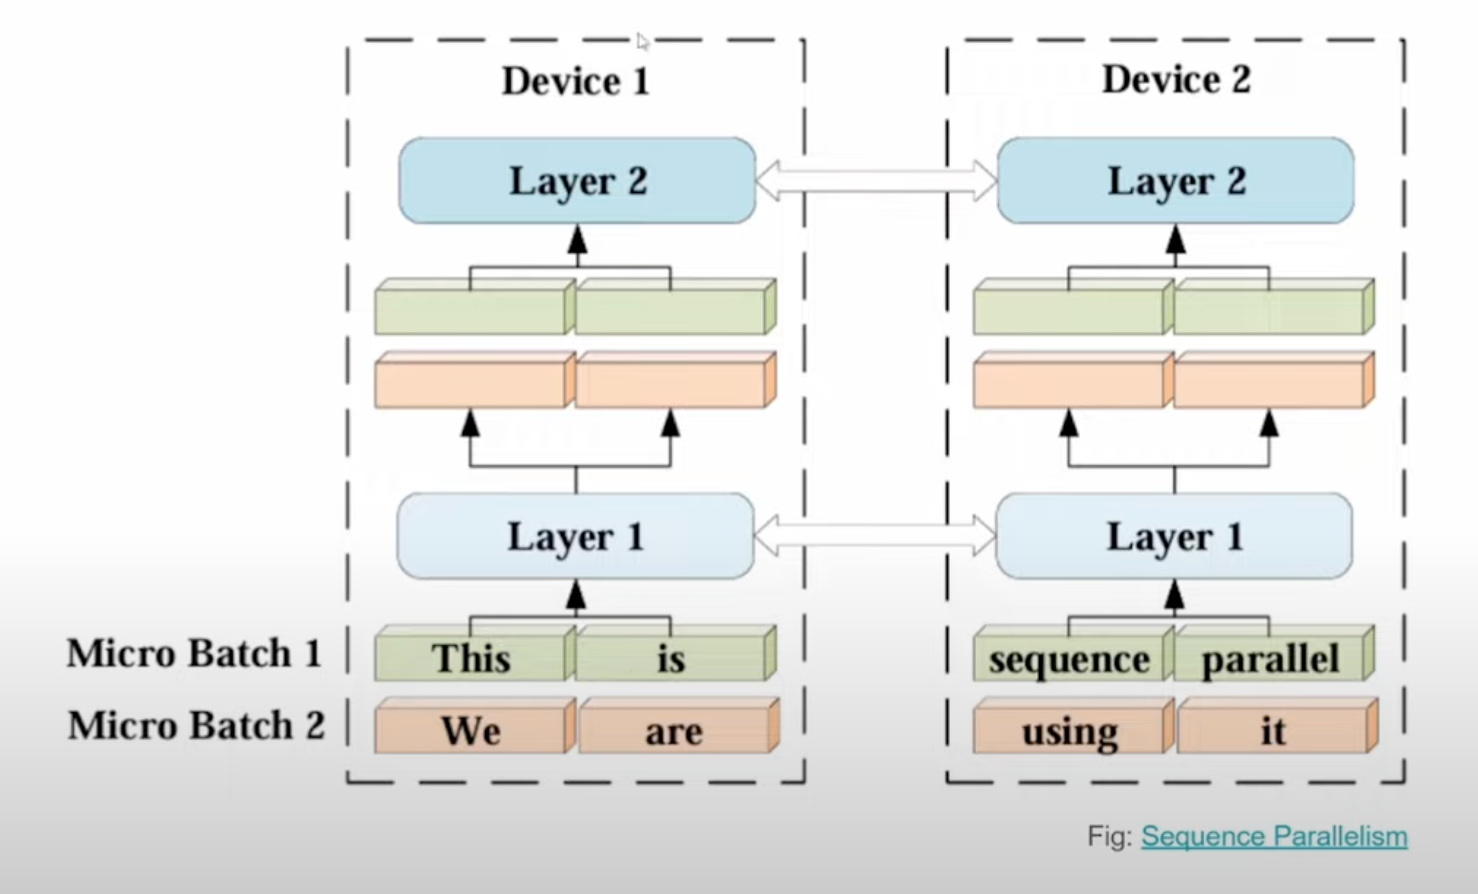 Device 1
Device 2
Layer 2
Layer 2
Layer 1
Layer 1
Micro Batch 1
This is
sequence parallel
Micro Batch 2
We are
using it
Fig: Sequence Parallelism